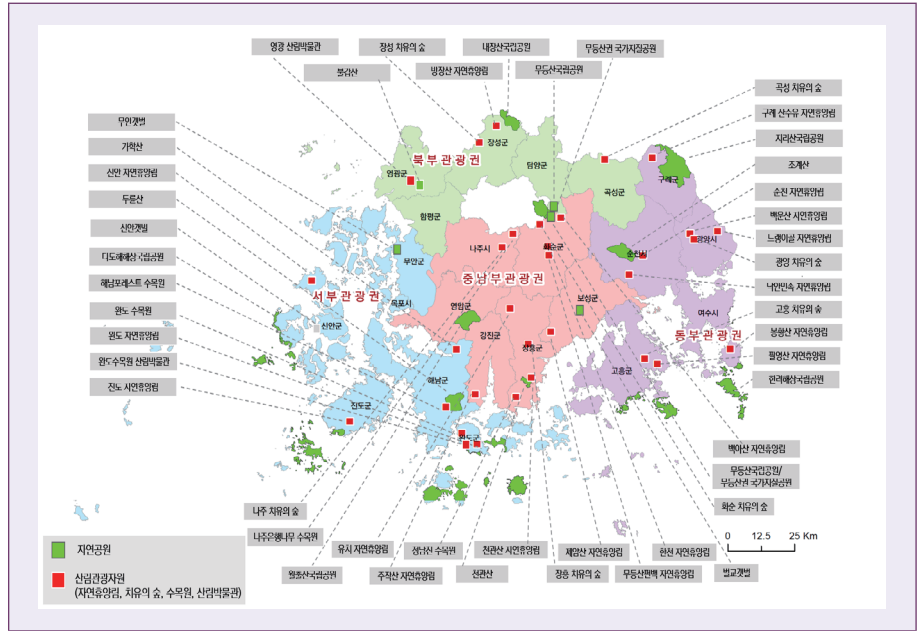 영광 산림박물관
장성 치유의 숲
내장산국립공원
무등산권 국가지질공원
불갑산
방장산 자연휴양림
무등산국립공원
곡성 치유의 숲
구례 산수유 자연휴양림
지리산국립공원
조계산
순천 자연휴양림
백운산 자연휴양림
느랭이골 자연휴양림
광양 치유의 숲
낙안민속 자연휴양림
고흥 치유의 숲
봉황산 자연휴양림
팔영산 자연휴양림
한려해상국립공원
무안갯벌
가학산
신안 자연휴양림
두륜산
신안갯벌
다도해해상국립공원
해남포레스트 수목원
완도 수목원
완도 자연휴양림
완도수목원 산림박물관
진도 자연휴양림
북부관광권
장성군
담양군
영광군
함평군
곡성군
구례군
나주시
화순군
순천시
광양시
무안군
중남부관광권
서부관광권
목포시
영암군
보성군
여수시
동부관광권
신안군
강진군
장흥군
고흥군
해남군
진도군
완도군
백아산 자연휴양림
무등산국립공원/
무등산권 국가지질공원
화순 치유의 숲
나주 치유의 숲
나주은행나무 수목원
유치 자연휴양림
천관산 자연휴양림
제암산 자연휴양림
한천 자연휴양림
월출산국립공원
주작산 자연휴양림
천관산
장흥 치유의 숲
무등산편백 자연휴양림
벌교갯벌
0 12.5 25 Km
자연공원
산림관광자원
(자연휴양림, 치유의 숲, 수목원, 산림박물관)